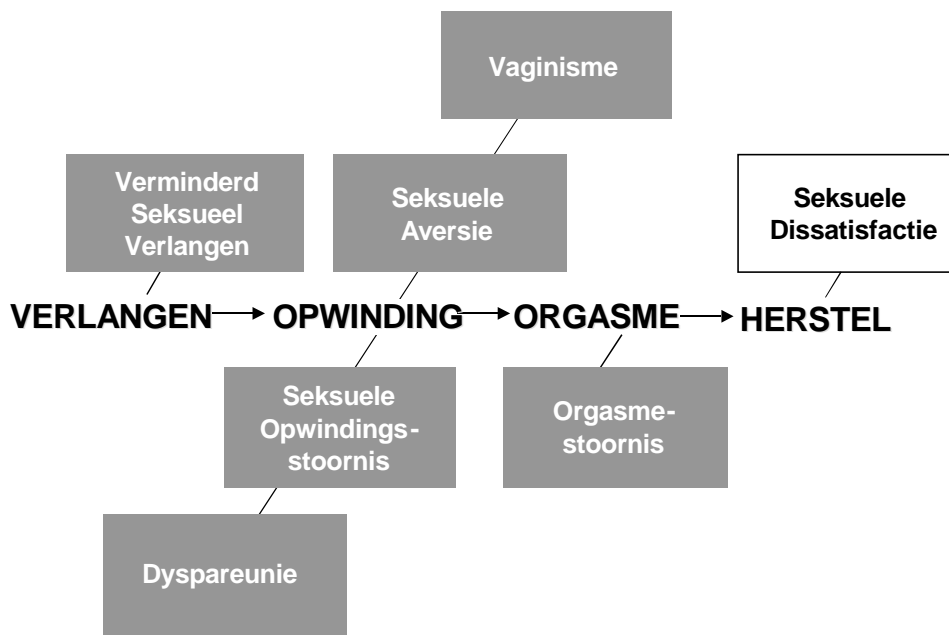 Vaginisme
Verminderd
Seksueel
Verlangen
Seksuele
Aversie
Seksuele
Dissatisfactie
VERLANGEN
OPWINDING
ORGASME
HERSTEL
Seksuele
Opwindings-
stoornis
Orgasme-
stoornis
Dyspareunie